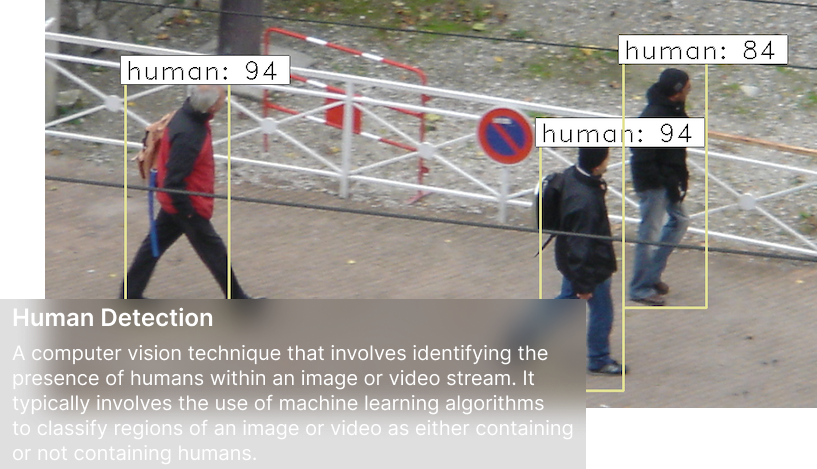 human: 84
human: 94
human: 94
Human Detection
A computer vision technique that involves identifying the
presence of humans within an image or video stream. It
typically involves the use of machine learning algorithms
to classify regions of an image or video as either containing
or not containing humans.